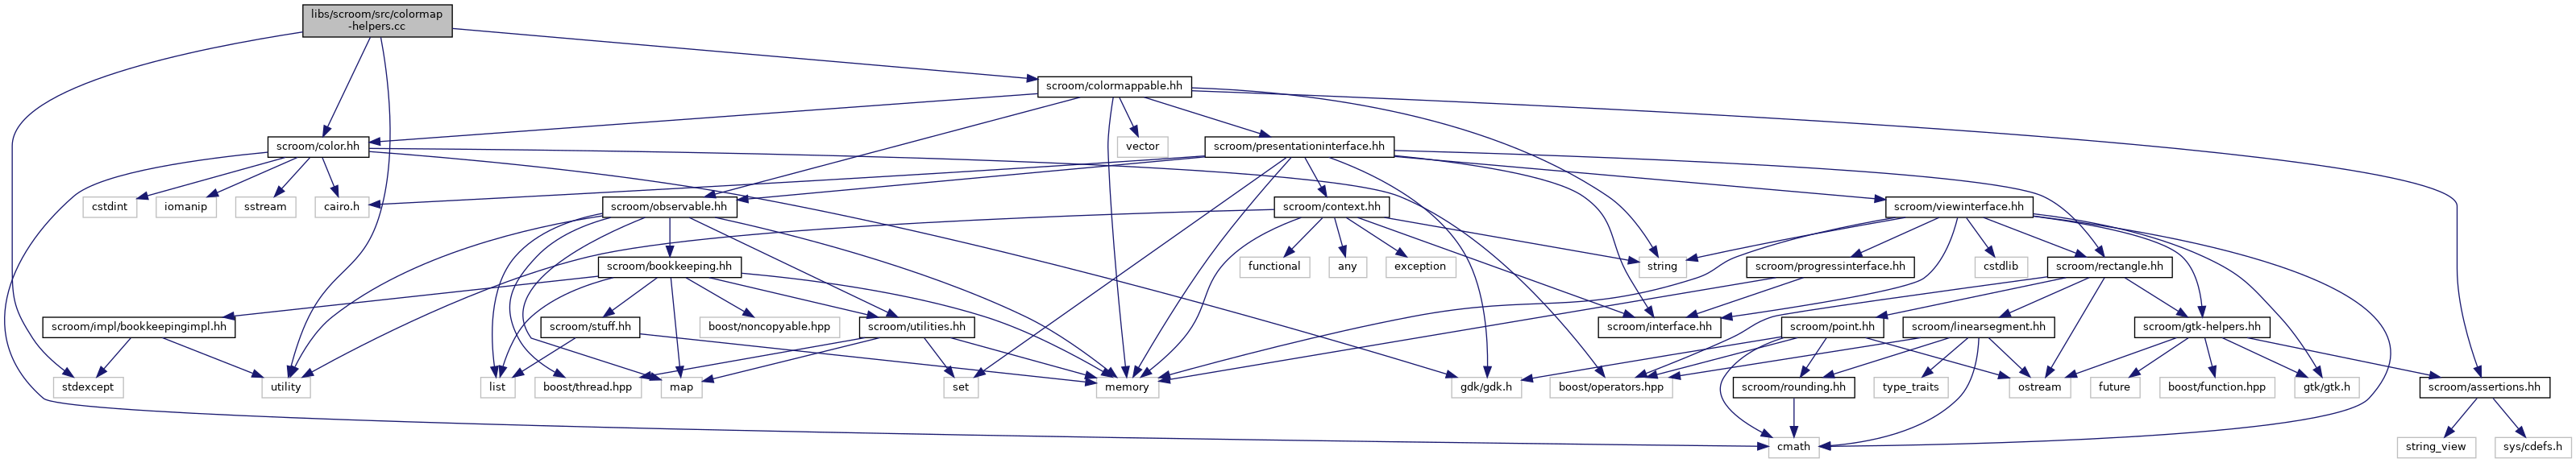 libs/scroom/src/colormap
-helpers.cc
scroom/colormappable.hh
scroom/color.hh
vector
scroom/presentationinterface.hh
cstdint
iomanip
sstream
cairo.h
scroom/observable.hh
scroom/context.hh
scroom/viewinterface.hh
scroom/bookkeeping.hh
functional
any
exception
string
scroom/progressinterface.hh
cstdlib
scroom/rectangle.hh
scroom/impl/bookkeepingimpl.hh
scroom/stuff.hh
boost/noncopyable.hpp
scroom/utilities.hh
scroom/interface.hh
scroom/point.hh
scroom/linearsegment.hh
scroom/gtk-helpers.hh
stdexcept
utility
list
boost/thread.hpp
map
set
memory
gdk/gdk.h
boost/operators.hpp
scroom/rounding.hh
type_traits
ostream
future
boost/function.hpp
gtk/gtk.h
scroom/assertions.hh
cmath
string_view
sys/cdefs.h